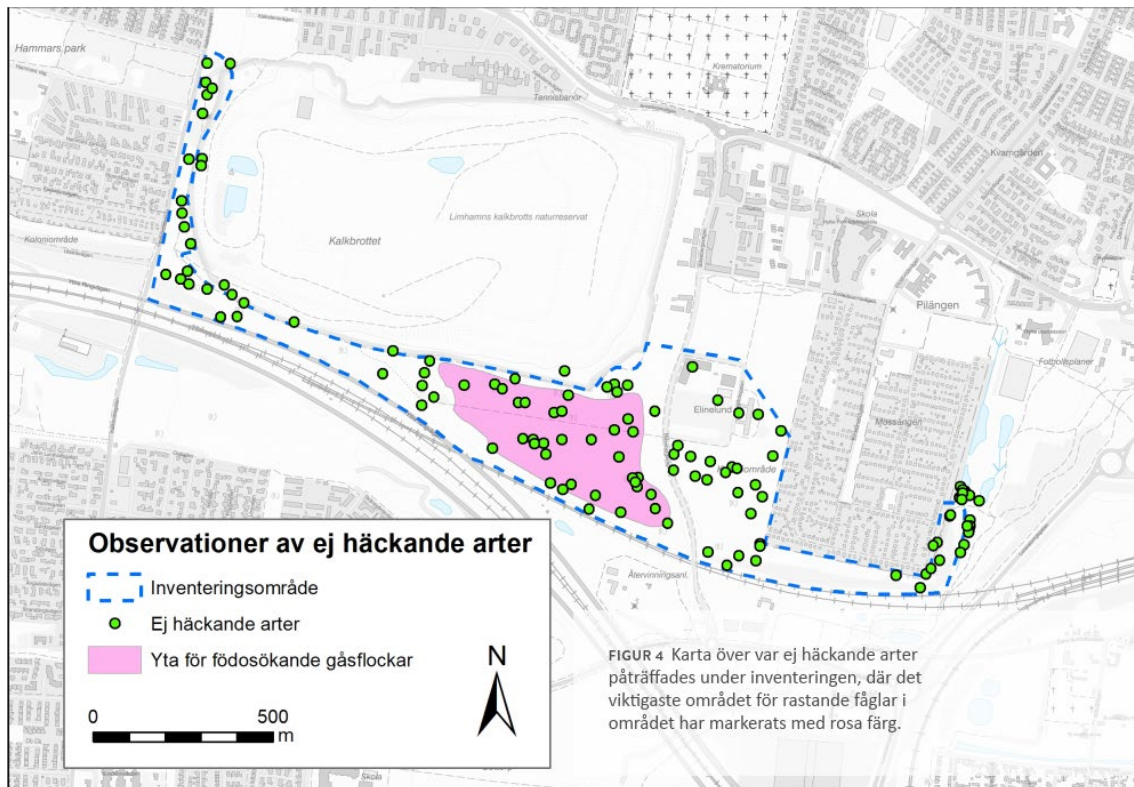 Hammars park
Krematorium
Tennisbanor
Kvarngården
Skola
Limhamns kalkbrotts naturreservat
Kalkbrottet
Koloniområde
Pilängen
Fotbollsplaner
Elinelund
Mossängen
Återvinningsanl.
Observationer av ej häckande arter
Inventeringsområde
Ej häckande arter
Yta för födosökande gåsflockar
N
0 500
m
FIGUR 4 Karta över var ej häckande arter
påträffades under inventeringen, där det
viktigaste området för rastande fåglar i
området har markerats med rosa färg.
Skola